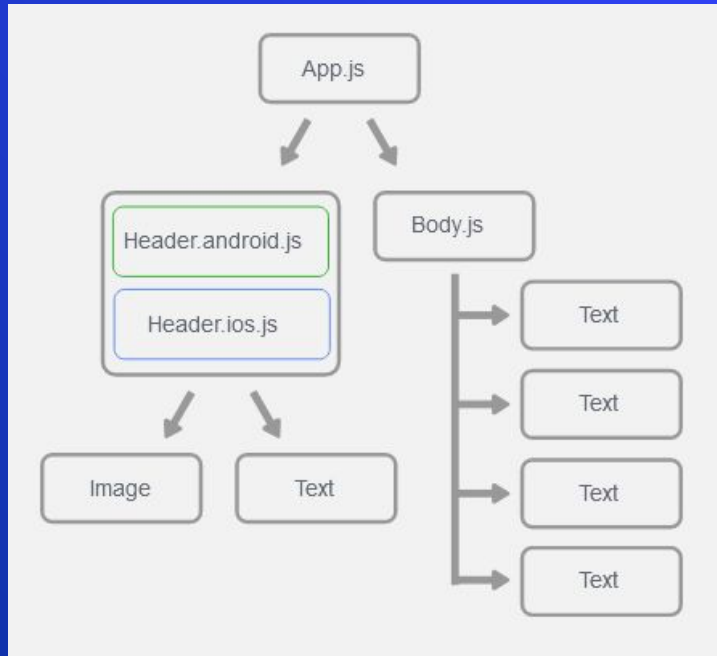 App.js
Header.android.js
Header.ios.js
Image
Text
Body.js
Text
Text
Text
Text